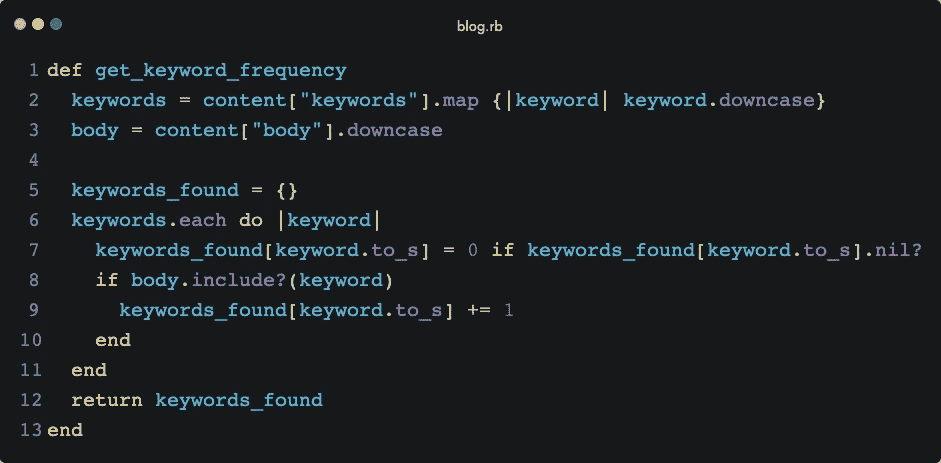 blog.rb
1 def get_keyword_frequency
2   keywords = content["keywords"].map {|keyword| keyword.downcase}
3   body = content["body"].downcase
4
5   keywords_found = {}
6   keywords.each do |keyword|
7     keywords_found[keyword.to_s] = 0 if keywords_found[keyword.to_s].nil?
8     if body.include?(keyword)
9       keywords_found[keyword.to_s] += 1
10     end
11   end
12   return keywords_found
13 end